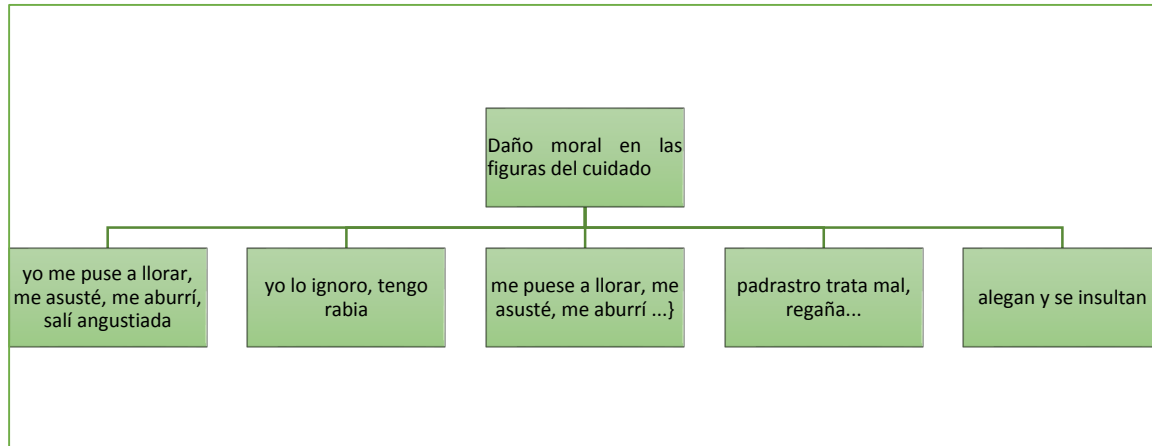 Daño moral en las
figuras del cuidado
yo me puse a llorar,
me asusté, me aburrí,
salí angustiada
yo lo ignoro, tengo
rabia
me puese a llorar, me
asusté, me aburrí ...}
padrastro trata mal,
regaña...
alegan y se insultan